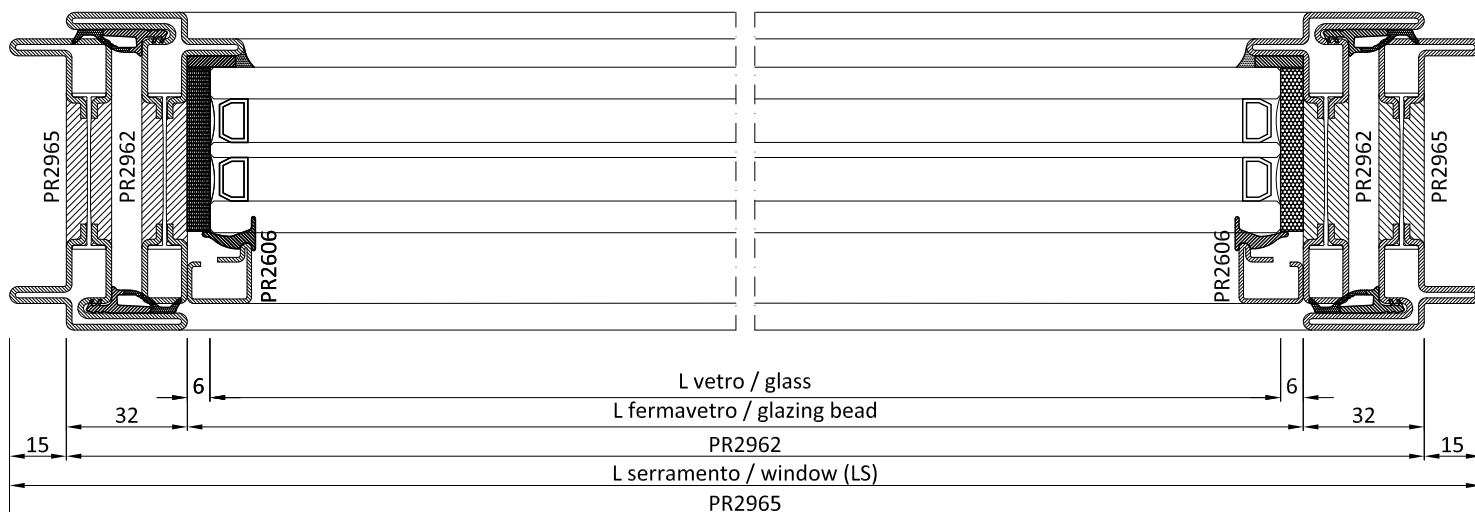 PR2965
PR2962
PR2606
PR2606
PR2962
PR2965
6
L vetro / glass
6
32
L fermavetro / glazing bead
32
15
PR2962
15
L serramento / window (LS)
PR2965